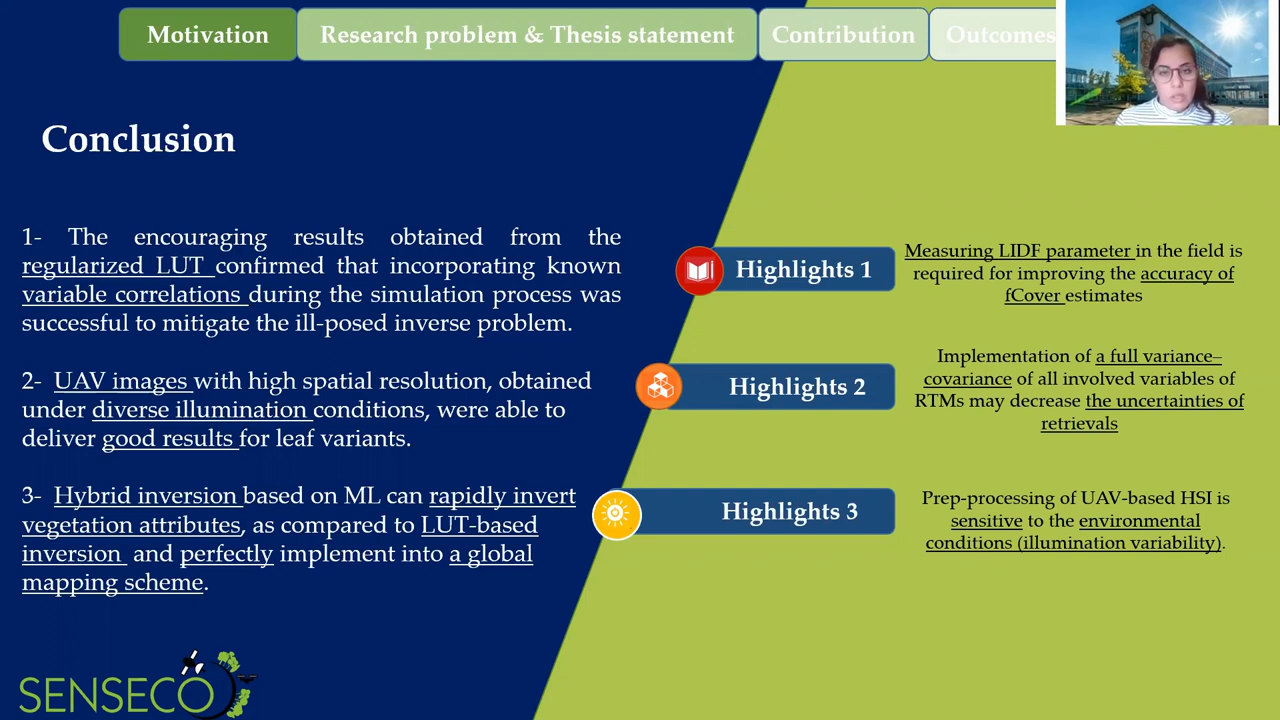 Motivation
Research problem & Thesis statement
Contribution
Outcomes
Conclusion
1- The encouraging results obtained from the
regularized LUT confirmed that incorporating known
variable correlations during the simulation process was
successful to mitigate the ill-posed inverse problem.
2- UAV images with high spatial resolution, obtained
under diverse illumination conditions, were able to
deliver good results for leaf variants.
3- Hybrid inversion based on ML can rapidly invert
vegetation attributes, as compared to LUT-based
inversion and perfectly implement into a global
mapping scheme.
Highlights 1
Measuring LIDF parameter in the field is
required for improving the accuracy of
fCover estimates
Highlights 2
Implementation of a full variance–
covariance of all involved variables of
RTMs may decrease the uncertainties of
retrievals
Highlights 3
Prep-processing of UAV-based HSI is
sensitive to the environmental
conditions (illumination variability).
SENSECO